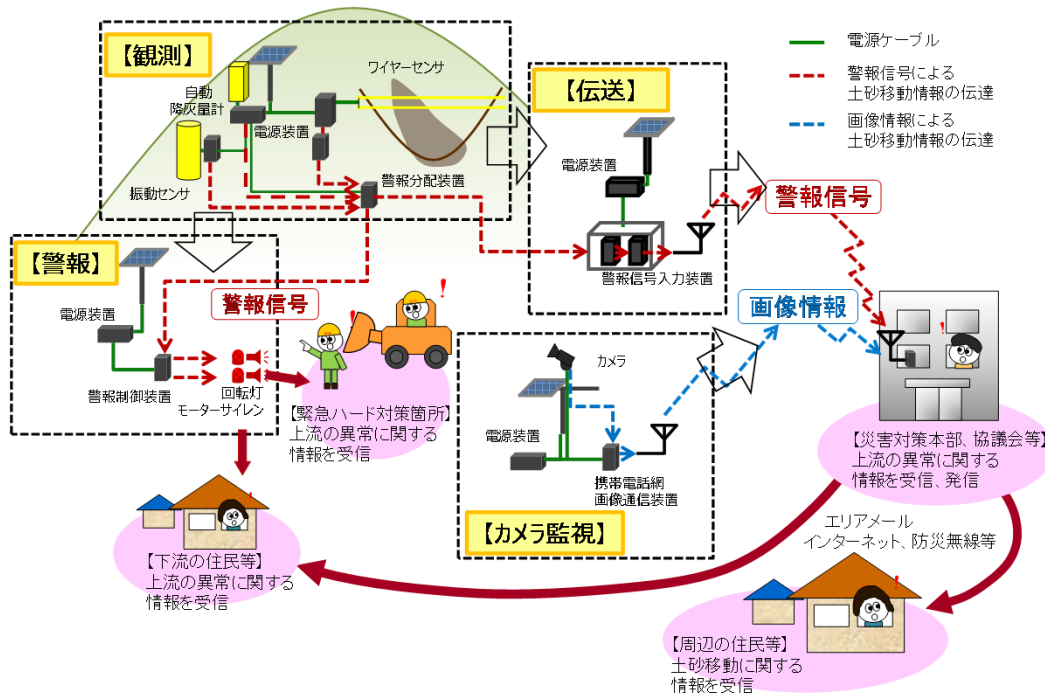 【観測】
自動
降灰量計
電源装置
ワイヤーセンサ
振動センサ
警報分配装置
【伝送】
電源装置
警報信号入力装置
電源ケーブル
警報信号による
土砂移動情報の伝達
画像情報による
土砂移動情報の伝達
警報信号
画像情報
【警報】
電源装置
警報制御装置
警報信号
回転灯
モーターサイレン
【緊急ハード対策箇所】
上流の異常に関する
情報を受信
カメラ
電源装置
携帯電話網
画像通信装置
【カメラ監視】
【災害対策本部、協議会等】
上流の異常に関する
情報を受信、発信
エリアメール
インターネット、防災無線等
【下流の住民等】
上流の異常に関する
情報を受信
【周辺の住民等】
土砂移動に関する
情報を受信